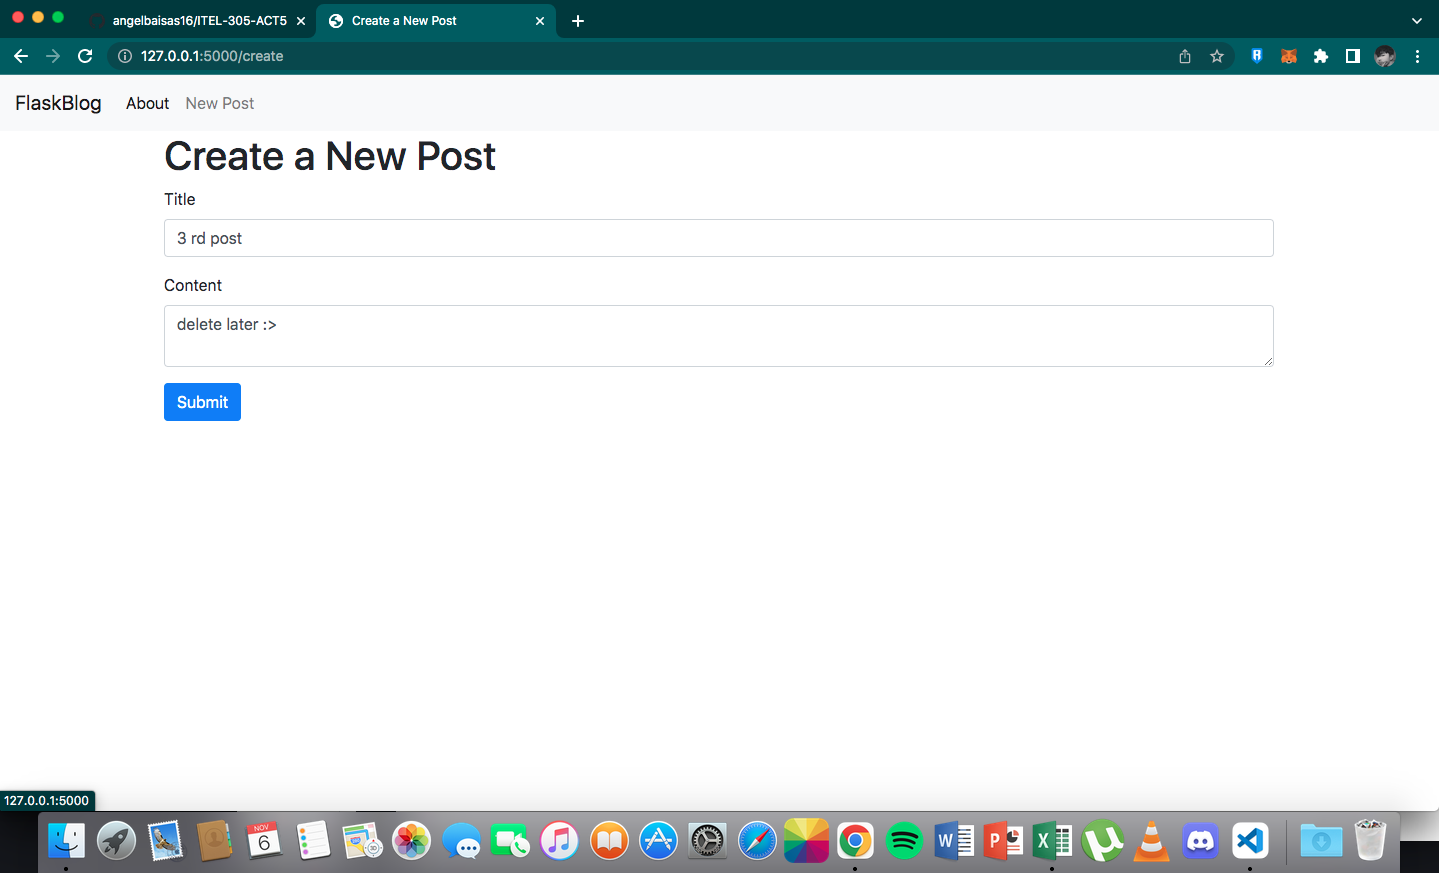 angelbaisas16/ITEL-305-ACT5
Create a New Post
127.0.0.1:5000/create
FlaskBlog About New Post
Create a New Post
Title
3 rd post
Content
delete later :>
Submit
127.0.0.1:5000
NOV
6